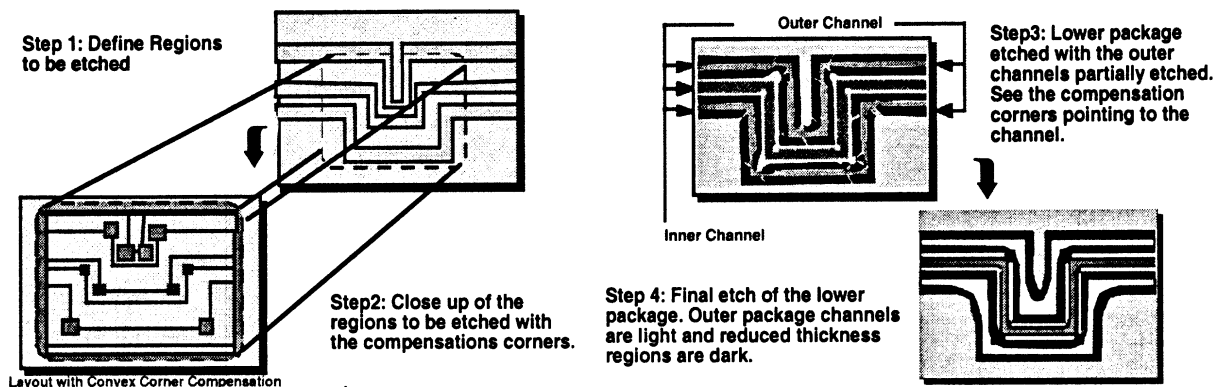 Step 1: Define Regions
to be etched
Layout with Convex Corner Compensation
Step2: Close up of the
regions to be etched with
the compensations corners.
Outer Channel
Inner Channel
Step3: Lower package
etched with the outer
channels partially etched.
See the compensation
corners pointing to the
channel.
Step 4: Final etch of the lower
package. Outer package channels
are light and reduced thickness
regions are dark.